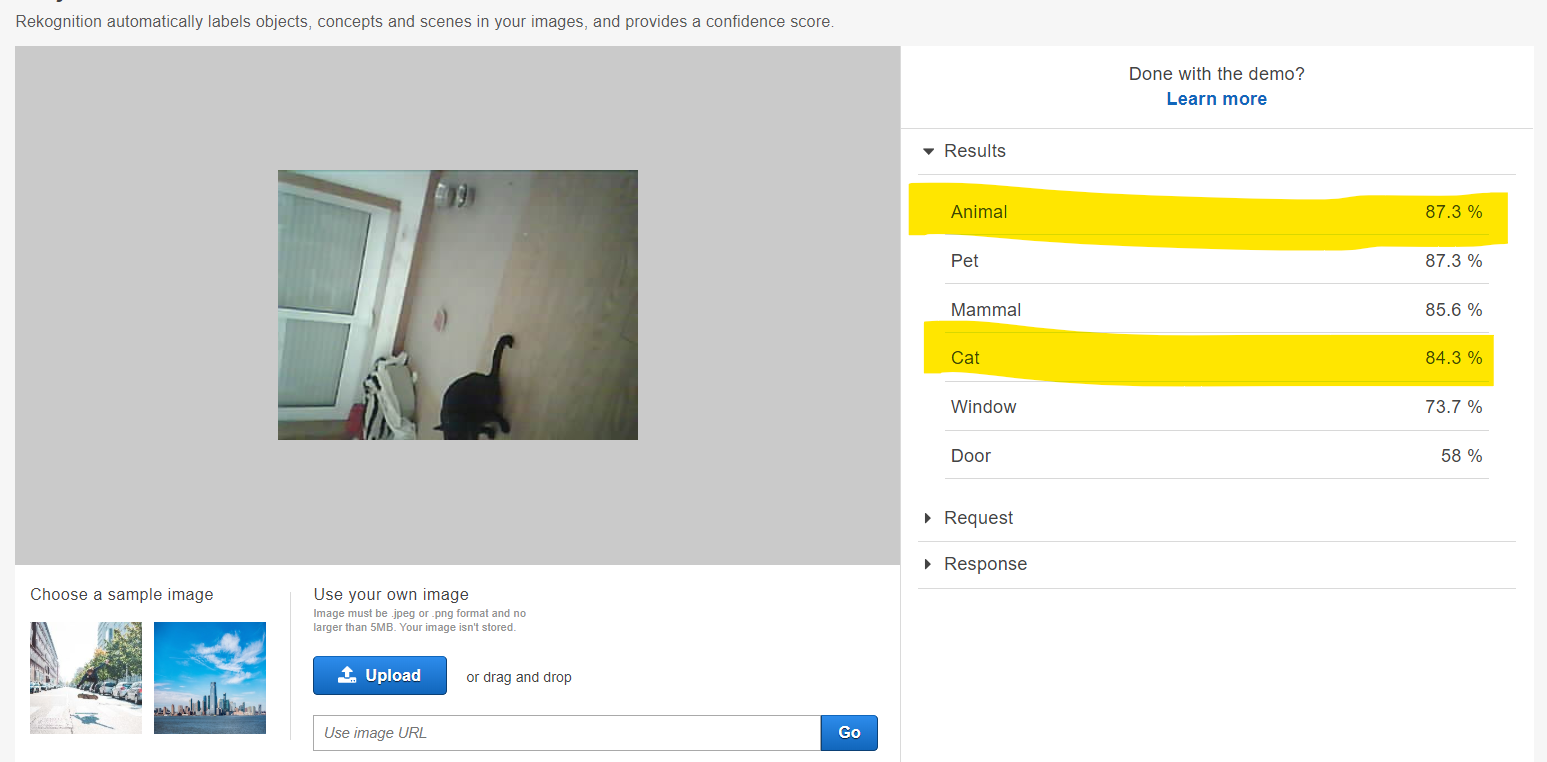 Rekognition automatically labels objects, concepts and scenes in your images, and provides a confidence score.
Done with the demo?
Learn more
Results
Animal 87.3 %
Pet 87.3 %
Mammal 85.6 %
Cat 84.3 %
Window 73.7 %
Door 58 %
Request
Response
Choose a sample image
Use your own image
Image must be .jpeg or .png format and no
larger than 5MB. Your image isn't stored.
Upload or drag and drop
Use image URL Go